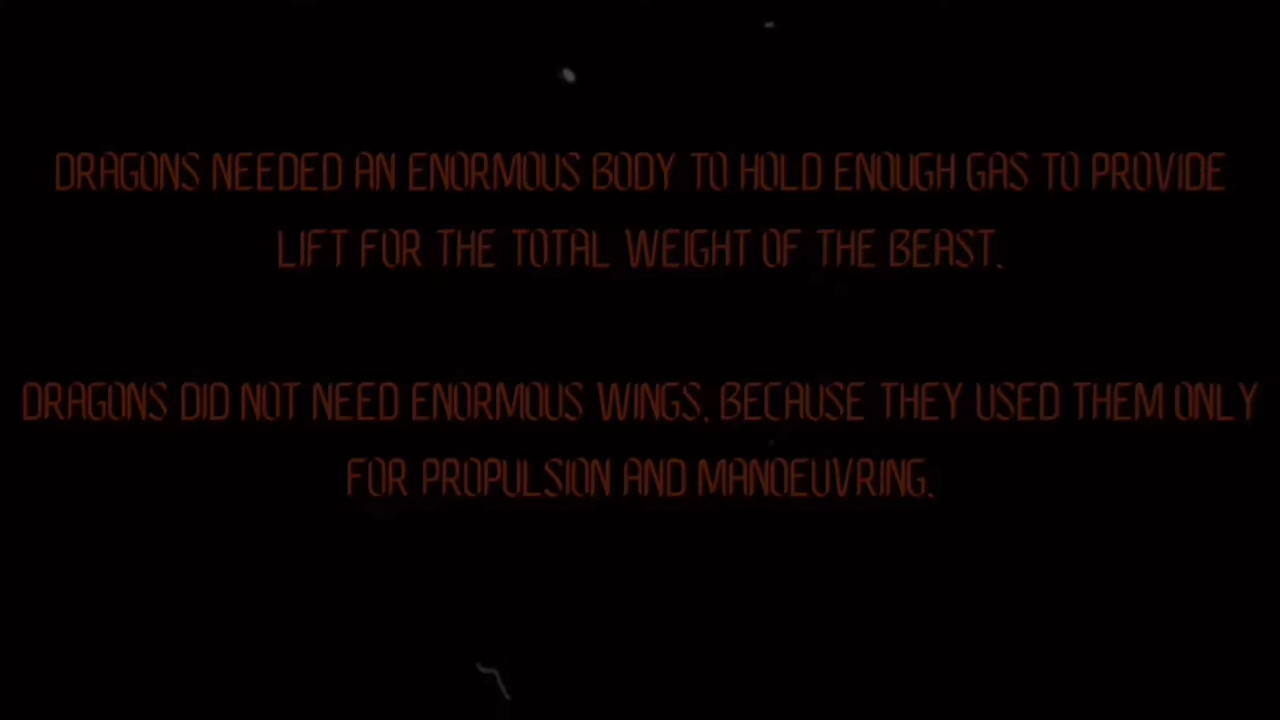 DRAGONS NEEDED AN ENORMOUS BODY TO HOLD ENOUGH GAS TO PROVIDE
LIFT FOR THE TOTAL WEIGHT OF THE BEAST.
DRAGONS DID NOT NEED ENORMOUS WINGS, BECAUSE THEY USED THEM ONLY
FOR PROPULSION AND MANOEUVRING.